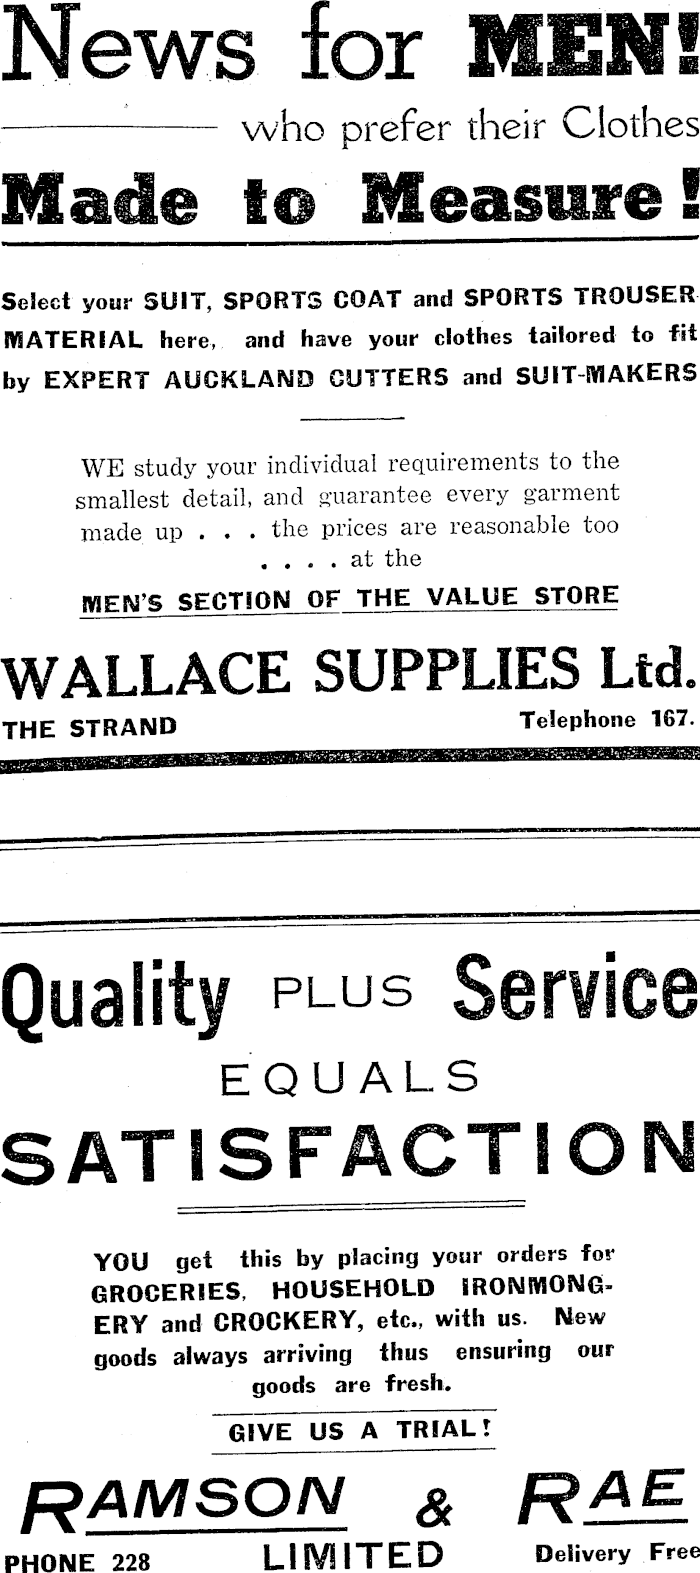 News for MEN!
who prefer their Clothes
Made to Measure!
Select your SUIT, SPORTS COAT and SPORTS TROUSER
MATERIAL here, and have your clothes tailored to fit
by EXPERT AUCKLAND CUTTERS and SUIT-MAKERS
WE study your individual requirements to the
smallest detail, and guarantee every garment
made up . . . the prices are reasonable too
. . . . at the
MEN'S SECTION OF THE VALUE STORE
WALLACE SUPPLIES Ltd.
THE STRAND Telephone 167.
Quality PLUS Service
EQUALS
SATISFACTION
YOU get this by placing your orders for
GROCERIES, HOUSEHOLD IRONMONG-
ERY and CROCKERY, etc., with us. New
goods always arriving thus ensuring our
goods are fresh.
GIVE US A TRIAL!
RAMSON & RAE
PHONE 228 LIMITED Delivery Free